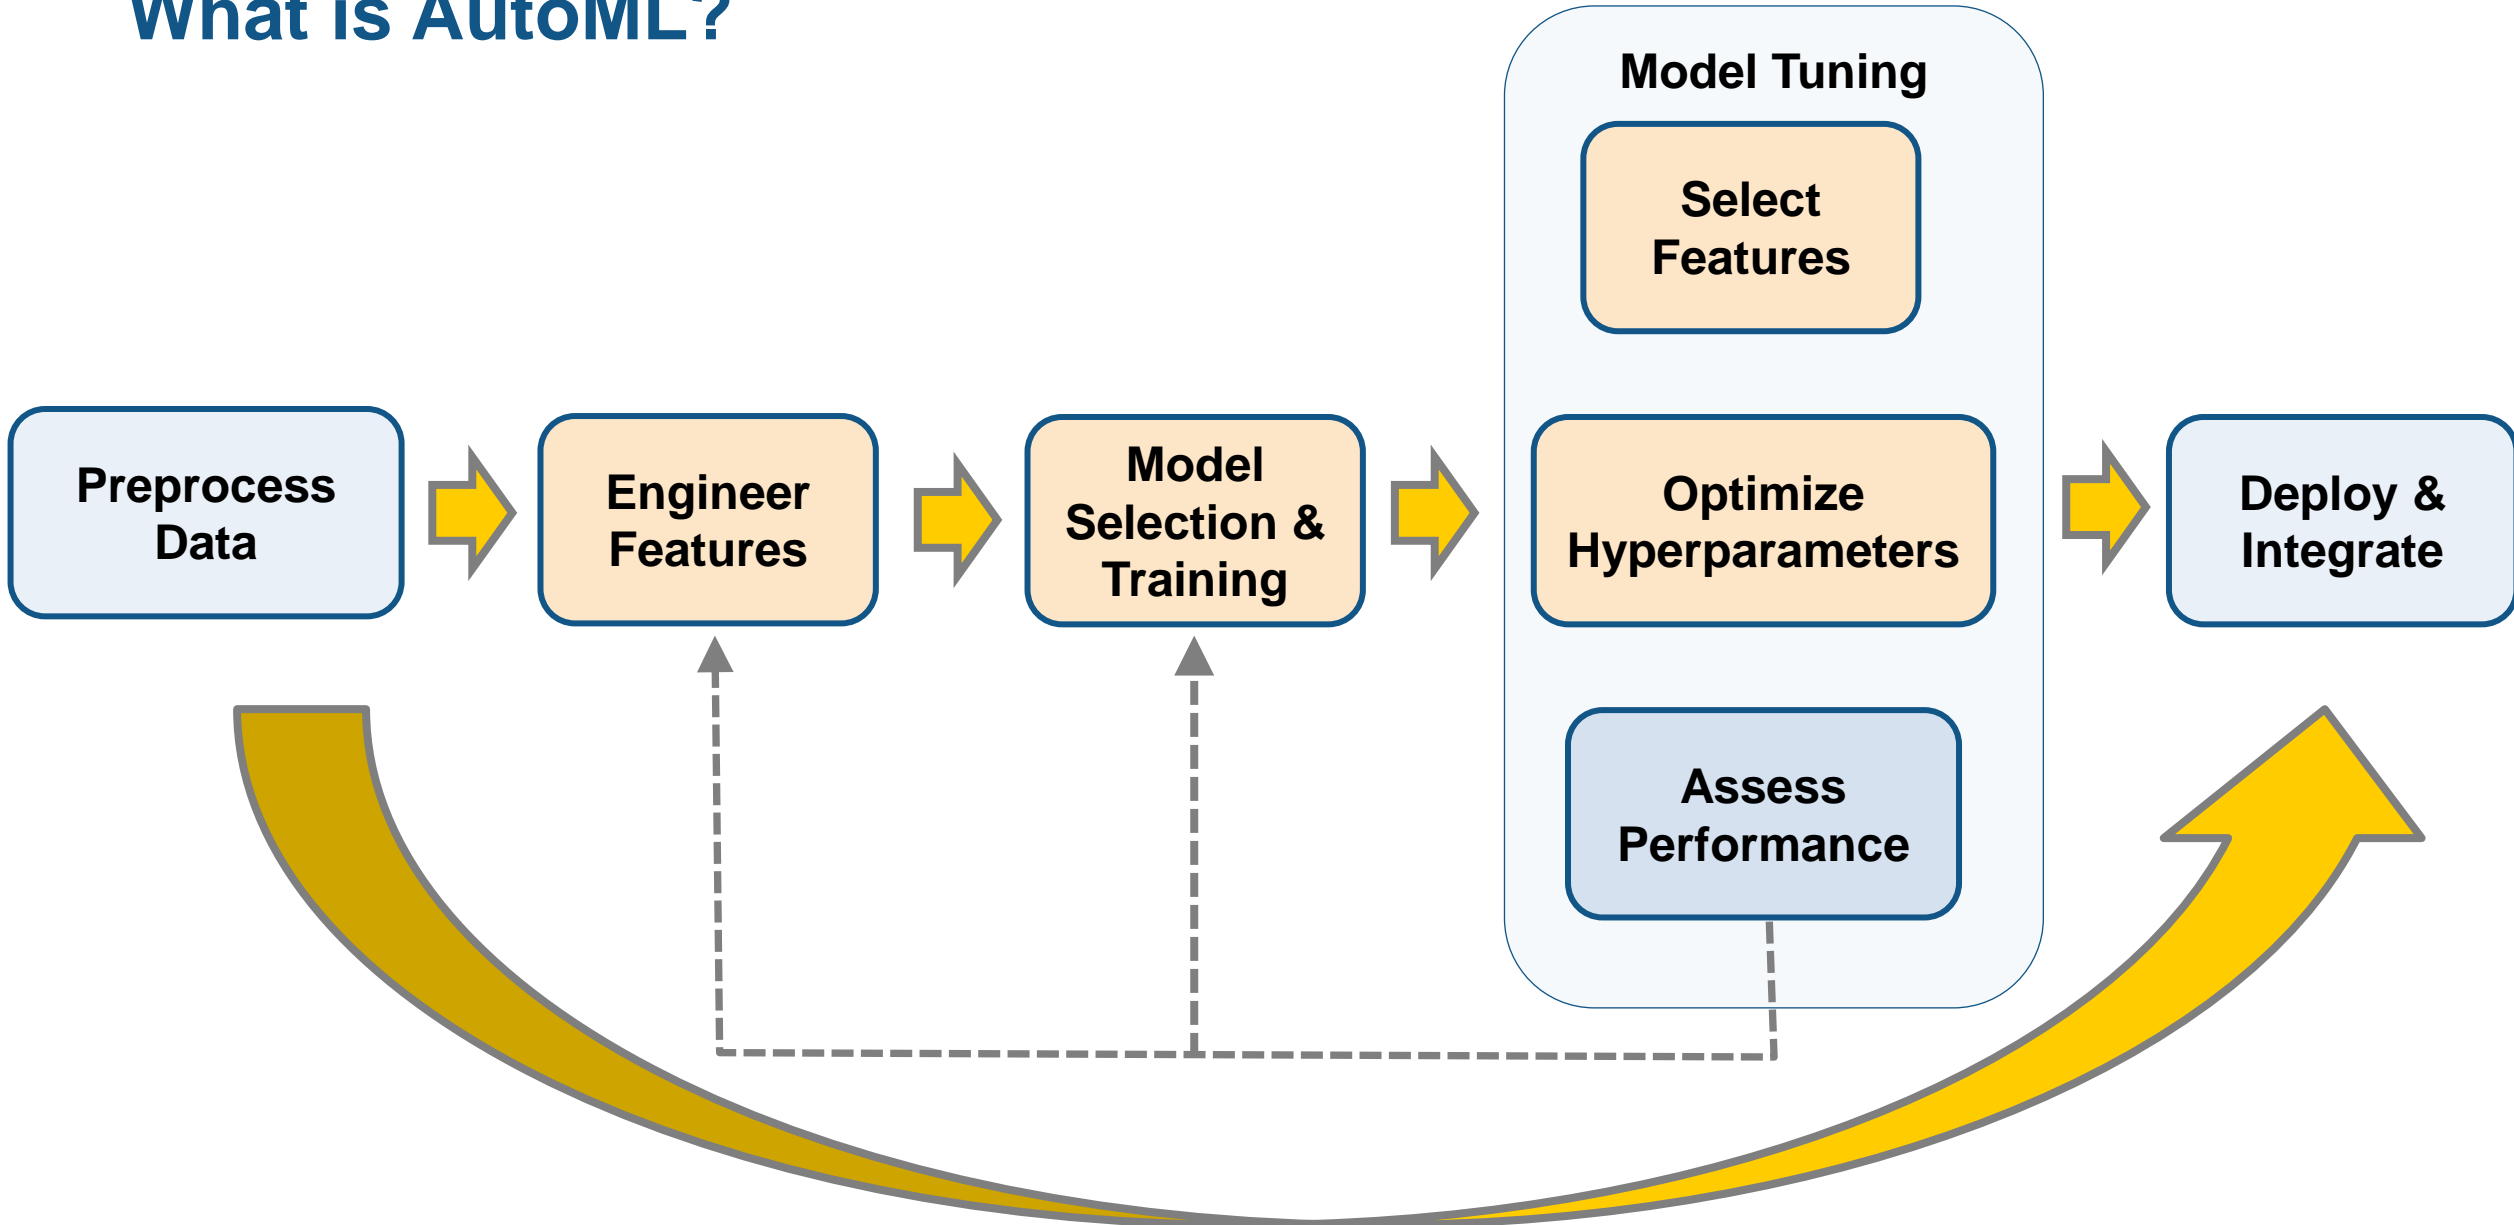 What is AutoML?
Model Tuning
Select
Features
Preprocess
Data
Engineer
Features
Model
Selection &
Training
Optimize
Hyperparameters
Deploy &
Integrate
Assess
Performance